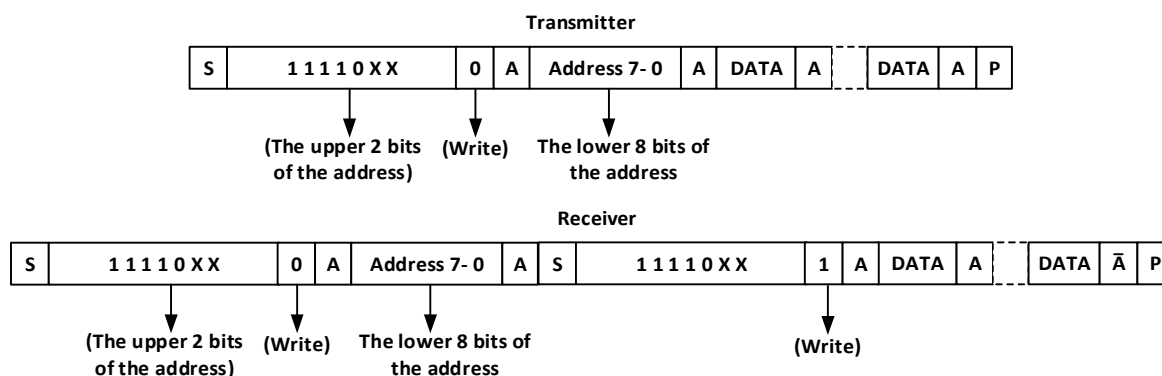 Transmitter
S 1 1 1 1 0 X X 0 A Address 7- 0 A DATA A DATA A P
(The upper 2 bits of the address) (Write) The lower 8 bits of the address
Receiver
S 1 1 1 1 0 X X 0 A Address 7- 0 A S 1 1 1 1 0 X X 1 A DATA A DATA Ā P
(The upper 2 bits of the address) (Write) The lower 8 bits of the address (Write)